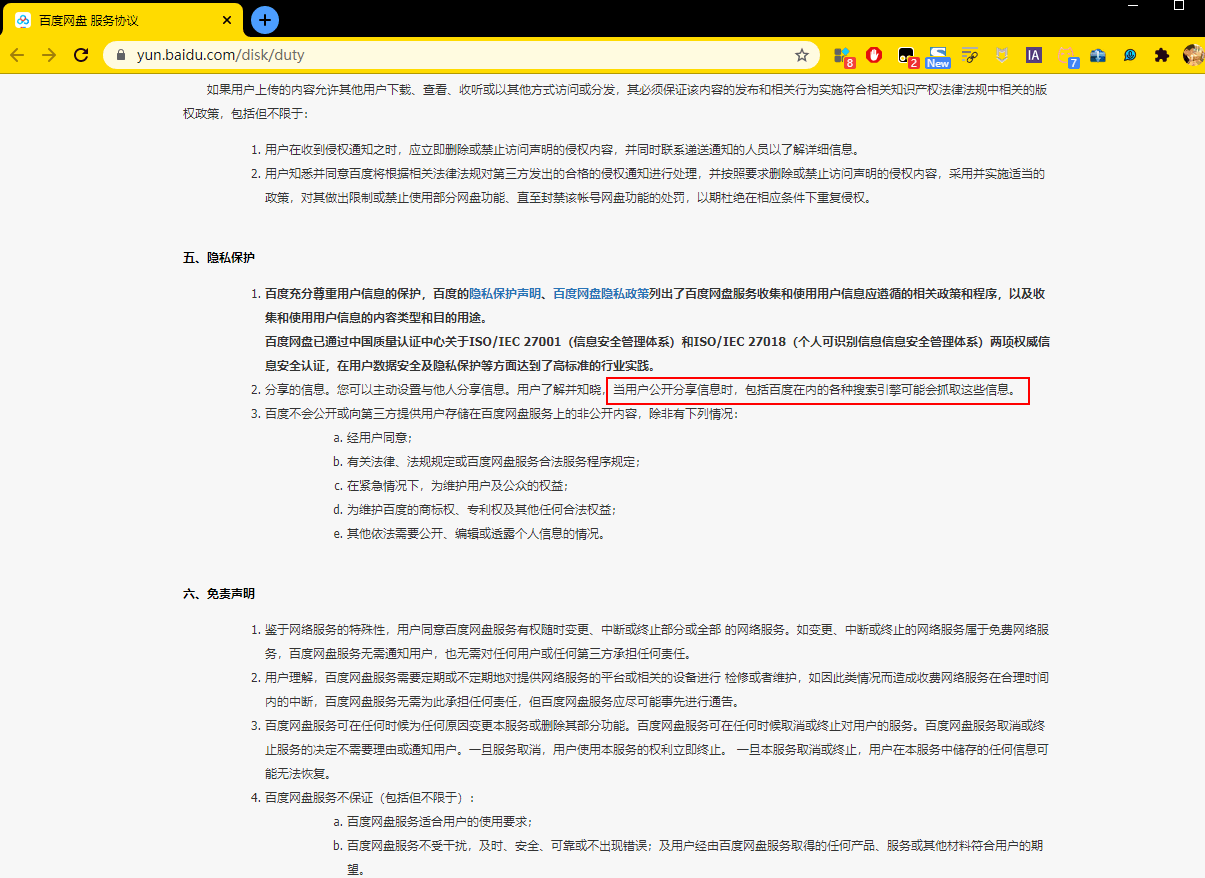 百度网盘 服务协议
yun.baidu.com/disk/duty
8
2
New
IA
7
如果用户上传的内容允许其他用户下载、查看、收听或以其他方式访问或分发，其必须保证该内容的发布和相关行为实施符合相关知识产权法律法规中相关的版
权政策，包括但不限于：
1. 用户在收到侵权通知之时，应立即删除或禁止访问声明的侵权内容，并同时联系递送通知的人员以了解详细信息。
2. 用户知悉并同意百度将根据相关法律法规对第三方发出的合格的侵权通知进行处理，并按照要求删除或禁止访问声明的侵权内容，采用并实施适当的
政策，对其做出限制或禁止使用部分网盘功能、直至封禁该帐号网盘功能的处罚，以期杜绝在相应条件下重复侵权。
五、隐私保护
1. 百度充分尊重用户信息的保护，百度的隐私保护声明、百度网盘隐私政策列出了百度网盘服务收集和使用用户信息应遵循的相关政策和程序，以及收
集和使用用户信息的内容类型和目的用途。
百度网盘已通过中国质量认证中心关于ISO/IEC 27001（信息安全管理体系）和ISO/IEC 27018（个人可识别信息信息安全管理体系）两项权威信
息安全认证，在用户数据安全及隐私保护等方面达到了高标准的行业实践。
2. 分享的信息。您可以主动设置与他人分享信息。用户了解并知晓，当用户公开分享信息时，包括百度在内的各种搜索引擎可能会抓取这些信息。
3. 百度不会公开或向第三方提供用户存储在百度网盘服务上的非公开内容，除非有下列情况：
a. 经用户同意；
b. 有关法律、法规规定或百度网盘服务合法服务程序规定；
c. 在紧急情况下，为维护用户及公众的权益；
d. 为维护百度的商标权、专利权及其他任何合法权益；
e. 其他依法需要公开、编辑或透露个人信息的情况。
六、免责声明
1. 鉴于网络服务的特殊性，用户同意百度网盘服务有权随时变更、中断或终止部分或全部 的网络服务。如变更、中断或终止的网络服务属于免费网络服
务，百度网盘服务无需通知用户，也无需对任何用户或任何第三方承担任何责任。
2. 用户理解，百度网盘服务需要定期或不定期地对提供网络服务的平台或相关的设备进行 检修或者维护，如因此类情况而造成收费网络服务在合理时间
内的中断，百度网盘服务无需为此承担任何责任，但百度网盘服务应尽可能事先进行通告。
3. 百度网盘服务可在任何时候为任何原因变更本服务或删除其部分功能。百度网盘服务可在任何时候取消或终止对用户的服务。百度网盘服务取消或终
止服务的决定不需要理由或通知用户。一旦服务取消，用户使用本服务的权利立即终止。 一旦本服务取消或终止，用户在本服务中储存的任何信息可
能无法恢复。
4. 百度网盘服务不保证（包括但不限于）：
a. 百度网盘服务适合用户的使用要求；
b. 百度网盘服务不受干扰，及时、安全、可靠或不出现错误；及用户经由百度网盘服务取得的任何产品、服务或其他材料符合用户的期
望。